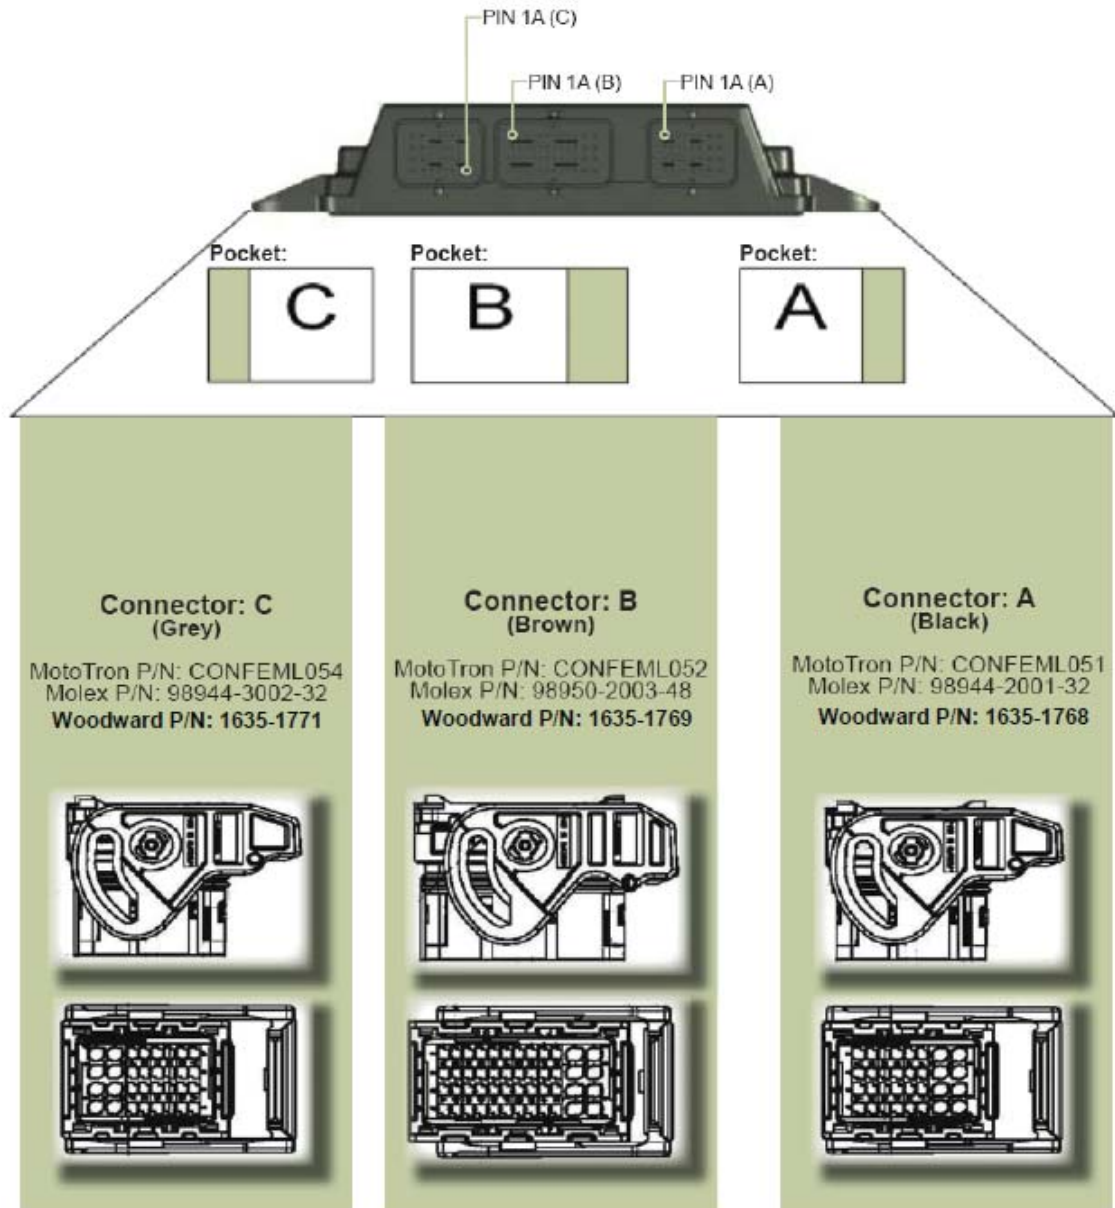 PIN 1A (C)
PIN 1A (B)
PIN 1A (A)
Pocket:
C
Pocket:
B
Pocket:
A
Connector: C
(Grey)
MotoTron P/N: CONFEML054
Molex P/N: 98944-3002-32
Woodward P/N: 1635-1771
Connector: B
(Brown)
MotoTron P/N: CONFEML052
Molex P/N: 98950-2003-48
Woodward P/N: 1635-1769
Connector: A
(Black)
MotoTron P/N: CONFEML051
Molex P/N: 98944-2001-32
Woodward P/N: 1635-1768